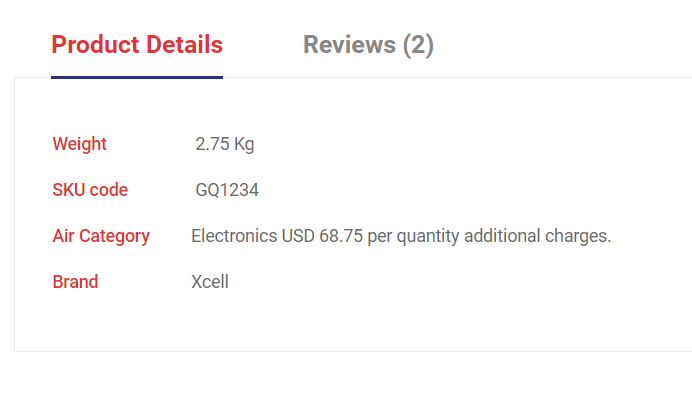 Product Details Reviews (2)
Weight 2.75 Kg
SKU code GQ1234
Air Category Electronics USD 68.75 per quantity additional charges.
Brand Xcell